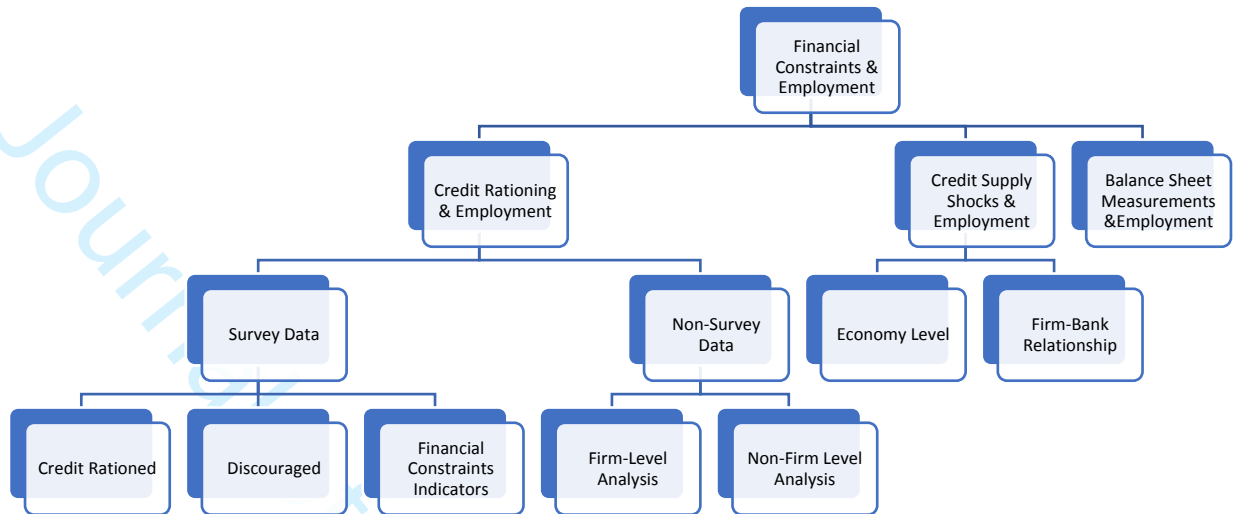 Financial
Constraints &
Employment
Credit Rationing
& Employment
Credit Supply
Shocks &
Employment
Balance Sheet
Measurements
&Employment
Survey Data
Non-Survey
Data
Economy Level
Firm-Bank
Relationship
Credit Rationed
Discouraged
Financial
Constraints
Indicators
Firm-Level
Analysis
Non-Firm Level
Analysis